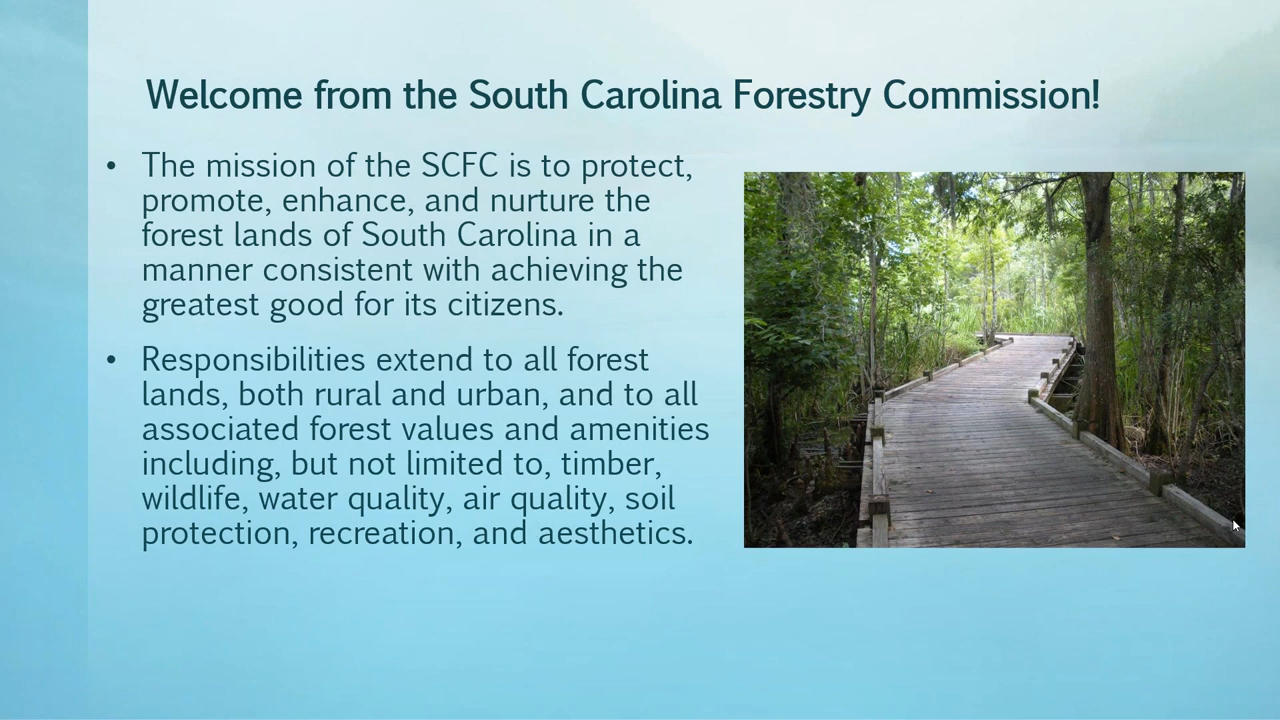 Welcome from the South Carolina Forestry Commission!
• The mission of the SCFC is to protect,
promote, enhance, and nurture the
forest lands of South Carolina in a
manner consistent with achieving the
greatest good for its citizens.
• Responsibilities extend to all forest
lands, both rural and urban, and to all
associated forest values and amenities
including, but not limited to, timber,
wildlife, water quality, air quality, soil
protection, recreation, and aesthetics.